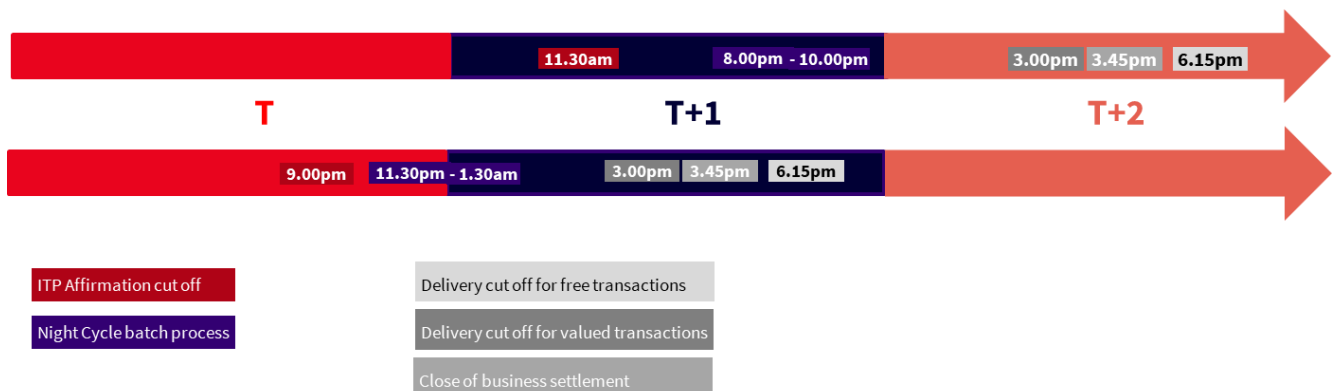 11.30am 8.00pm - 10.00pm 3.00pm 3.45pm 6.15pm
T T+1 T+2
9.00pm 11.30pm - 1.30am 3.00pm 3.45pm 6.15pm
ITP Affirmation cut off
Night Cycle batch process
Delivery cut off for free transactions
Delivery cut off for valued transactions
Close of business settlement